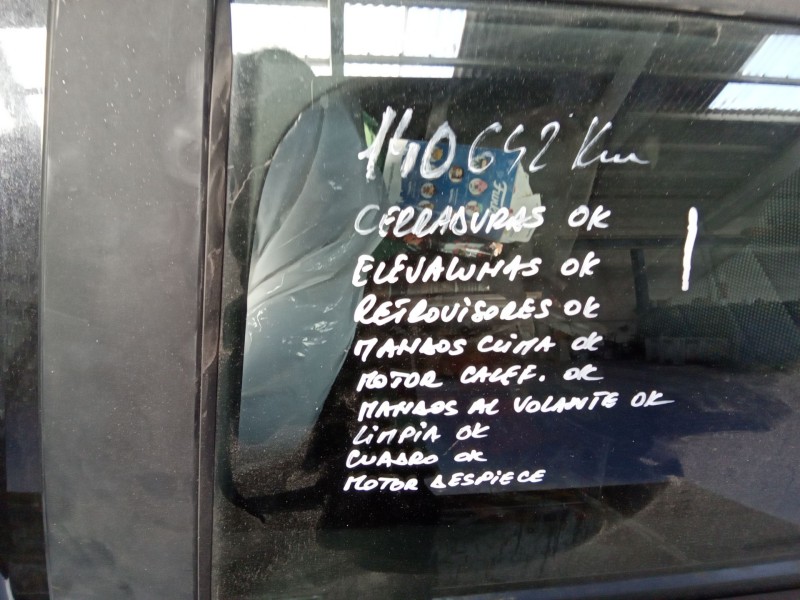 140642 Km
CERRADURAS OK
ELEVALUNAS OK
RETROVISORES OK
MANDOS CLIMA OK
MOTOR CALEF. OK
MANDOS AL VOLANTE OK
LIMPIA OK
CUADRO OK
MOTOR DESPIECE